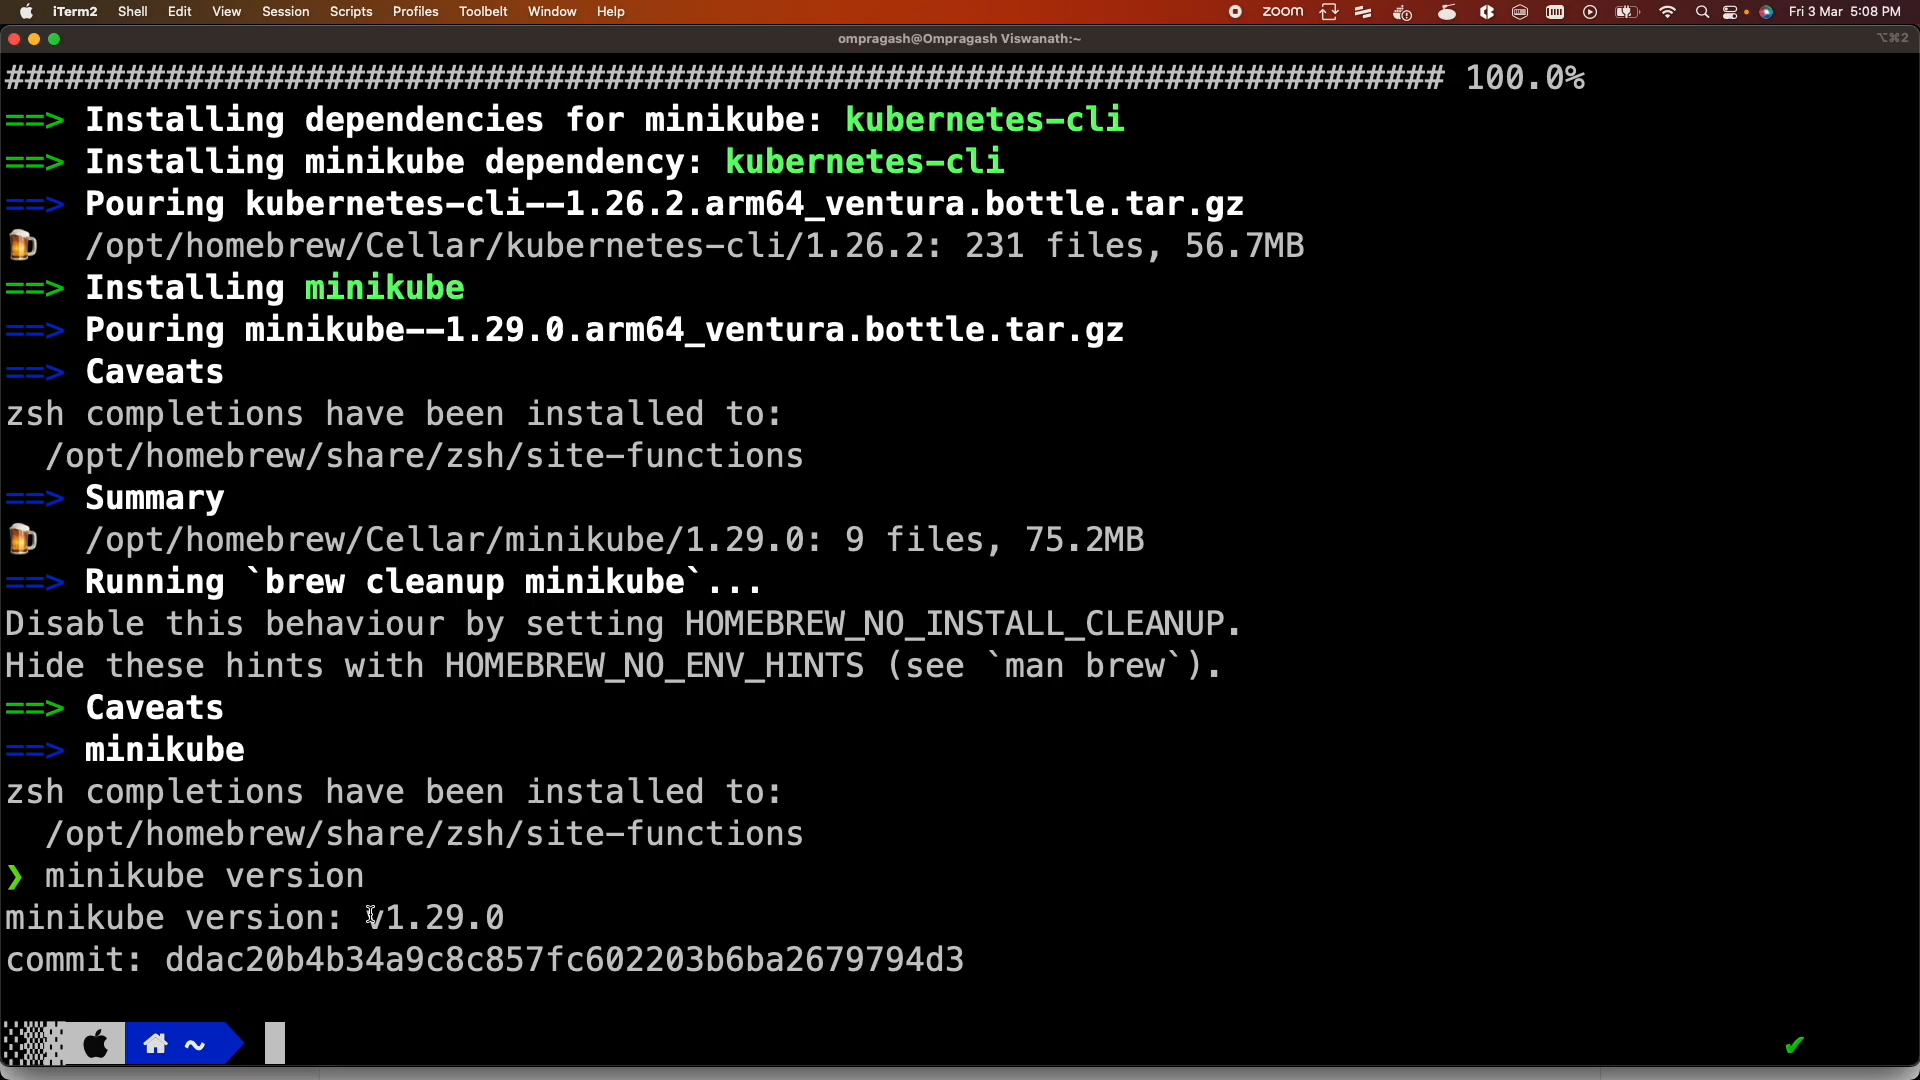 iTerm2 Shell Edit View Session Scripts Profiles Toolbelt Window Help zoom Fri 3 Mar 5:08 PM
ompragash@Ompragash Viswanath:~ ⌥⌘2
######################################################################## 100.0%
==> Installing dependencies for minikube: kubernetes-cli
==> Installing minikube dependency: kubernetes-cli
==> Pouring kubernetes-cli--1.26.2.arm64_ventura.bottle.tar.gz
🍺 /opt/homebrew/Cellar/kubernetes-cli/1.26.2: 231 files, 56.7MB
==> Installing minikube
==> Pouring minikube--1.29.0.arm64_ventura.bottle.tar.gz
==> Caveats
zsh completions have been installed to:
/opt/homebrew/share/zsh/site-functions
==> Summary
🍺 /opt/homebrew/Cellar/minikube/1.29.0: 9 files, 75.2MB
==> Running `brew cleanup minikube`...
Disable this behaviour by setting HOMEBREW_NO_INSTALL_CLEANUP.
Hide these hints with HOMEBREW_NO_ENV_HINTS (see `man brew`).
==> Caveats
==> minikube
zsh completions have been installed to:
/opt/homebrew/share/zsh/site-functions
❯ minikube version
minikube version: v1.29.0
commit: ddac20b4b34a9c8c857fc602203b6ba2679794d3
~ ✔